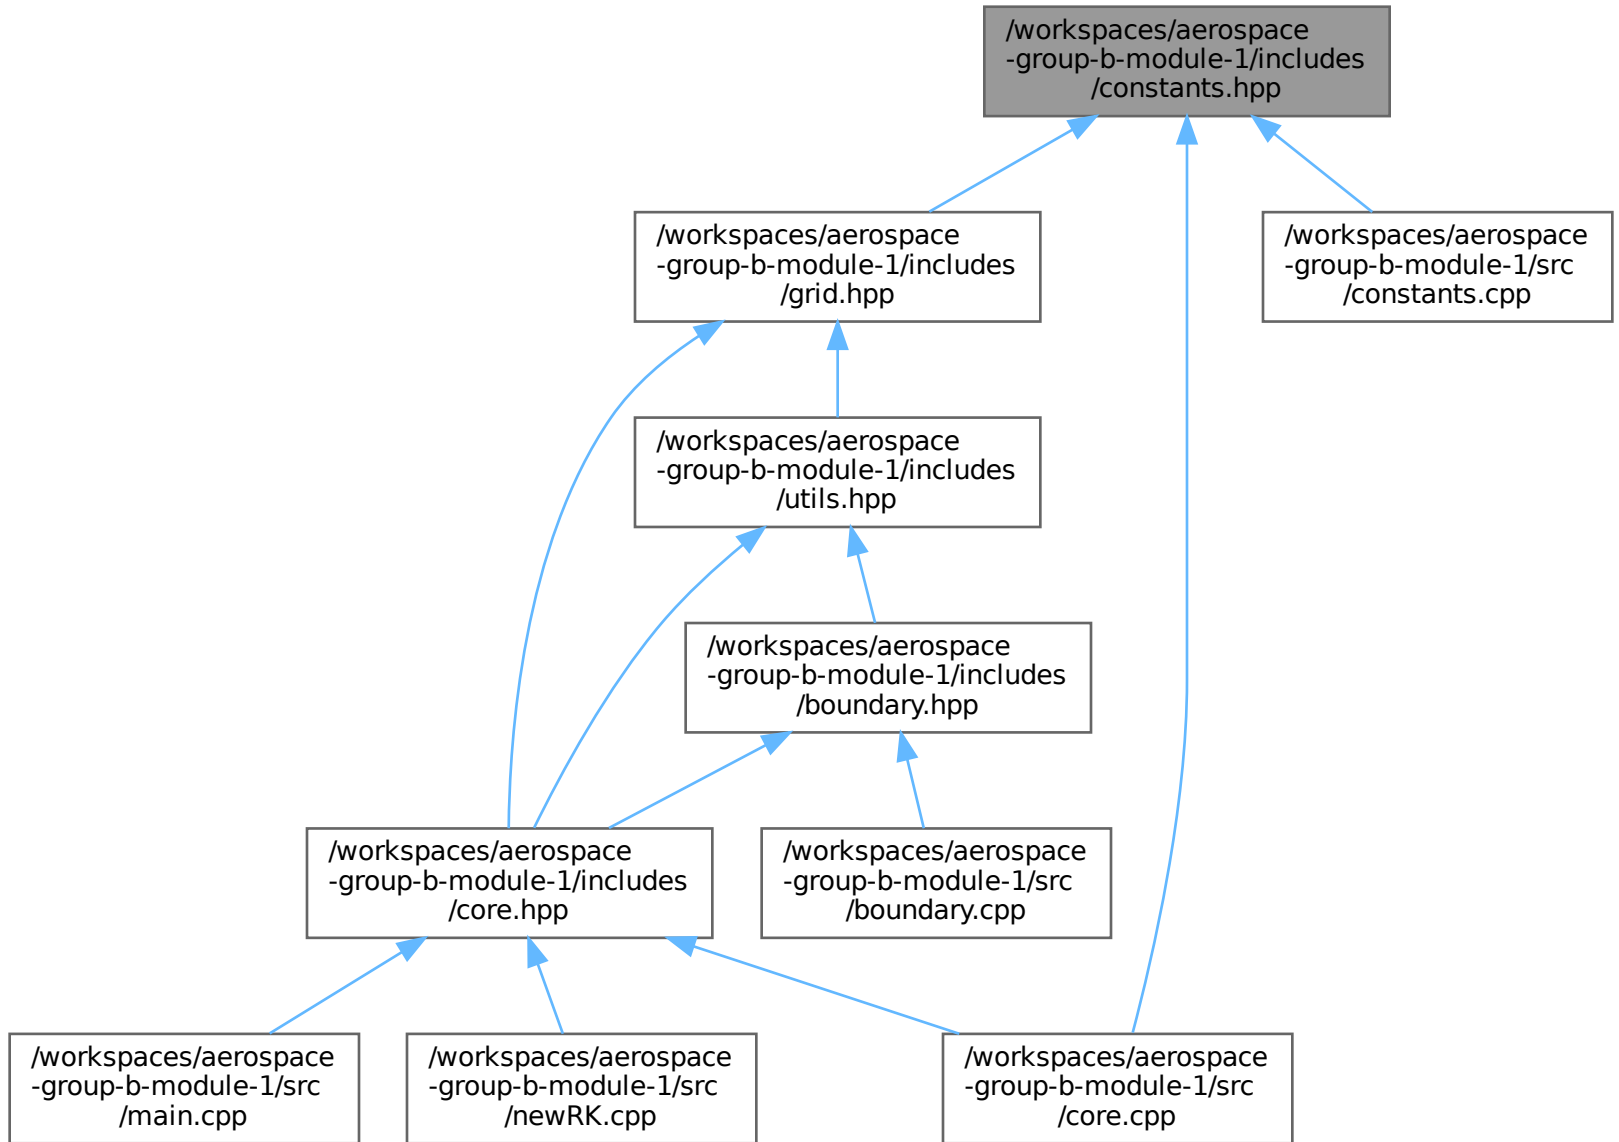 /workspaces/aerospace
-group-b-module-1/includes
/constants.hpp
/workspaces/aerospace
-group-b-module-1/includes
/grid.hpp
/workspaces/aerospace
-group-b-module-1/src
/constants.cpp
/workspaces/aerospace
-group-b-module-1/includes
/utils.hpp
/workspaces/aerospace
-group-b-module-1/includes
/boundary.hpp
/workspaces/aerospace
-group-b-module-1/includes
/core.hpp
/workspaces/aerospace
-group-b-module-1/src
/boundary.cpp
/workspaces/aerospace
-group-b-module-1/src
/main.cpp
/workspaces/aerospace
-group-b-module-1/src
/newRK.cpp
/workspaces/aerospace
-group-b-module-1/src
/core.cpp